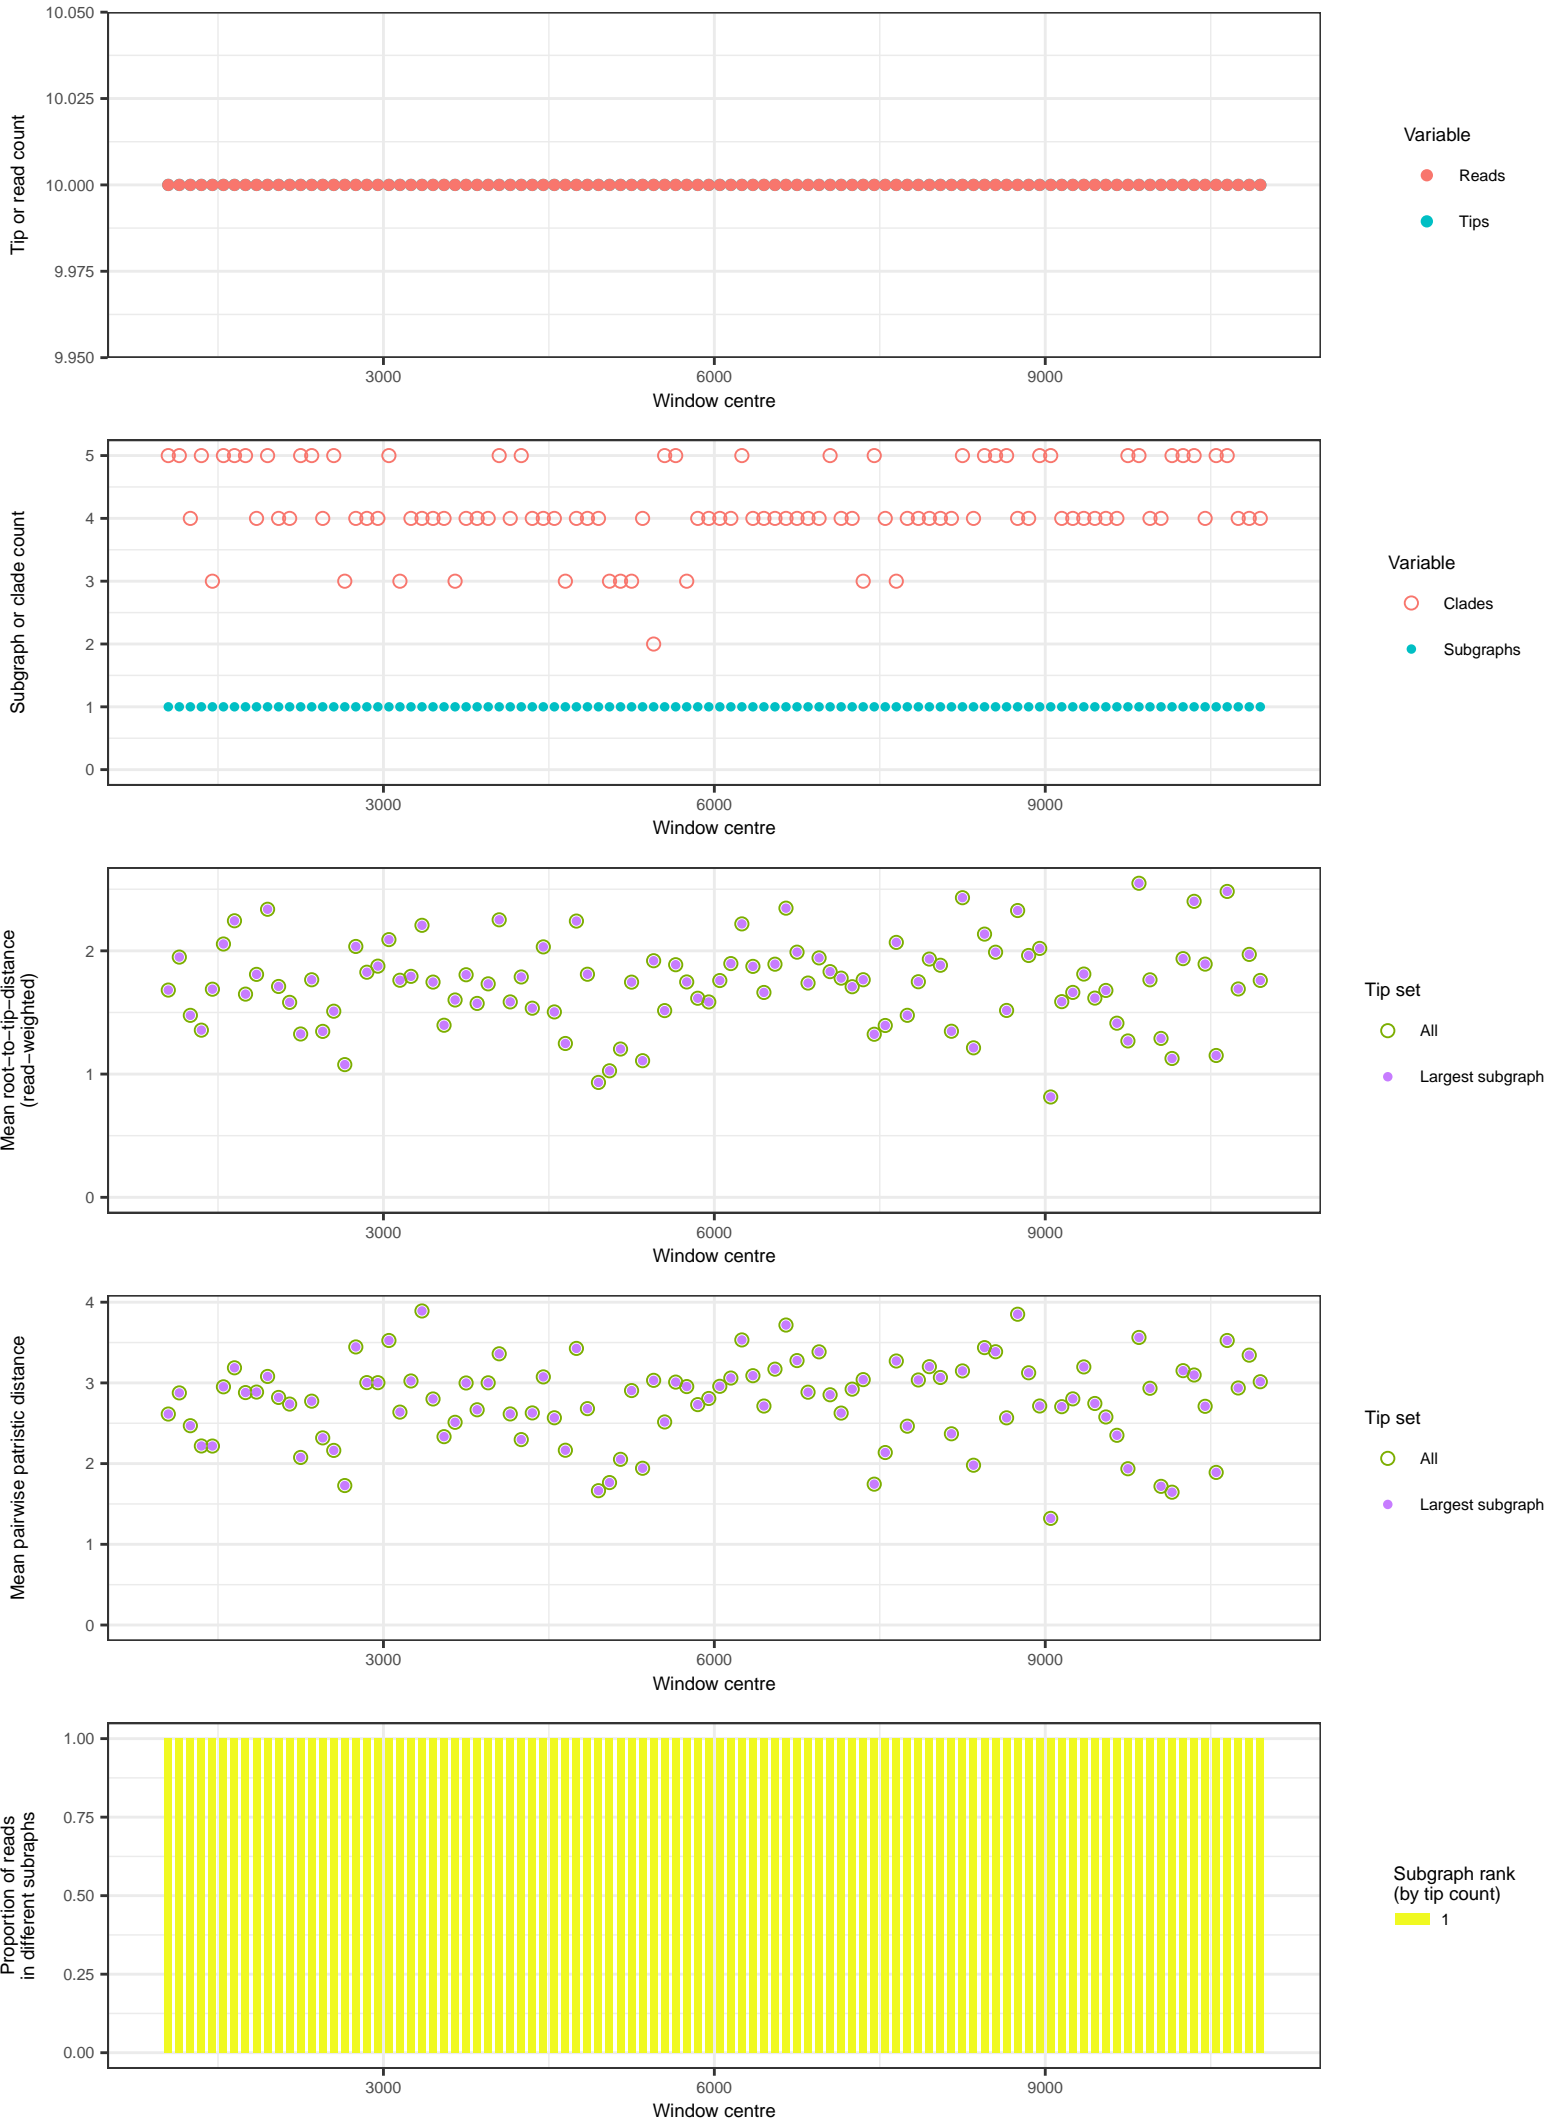 10.050
10.025
10.000
9.975
9.950
Tip or read count
3000 6000 9000
Window centre
Variable
Reads
Tips
5
4
3
2
1
0
Subgraph or clade count
3000 6000 9000
Window centre
Variable
Clades
Subgraphs
2
1
0
Mean root−to−tip−distance
(read−weighted)
3000 6000 9000
Window centre
Tip set
All
Largest subgraph
4
3
2
1
0
Mean pairwise patristic distance
3000 6000 9000
Window centre
Tip set
All
Largest subgraph
1.00
0.75
0.50
0.25
0.00
Proportion of reads
in different subraphs
3000 6000 9000
Window centre
Subgraph rank
(by tip count)
1